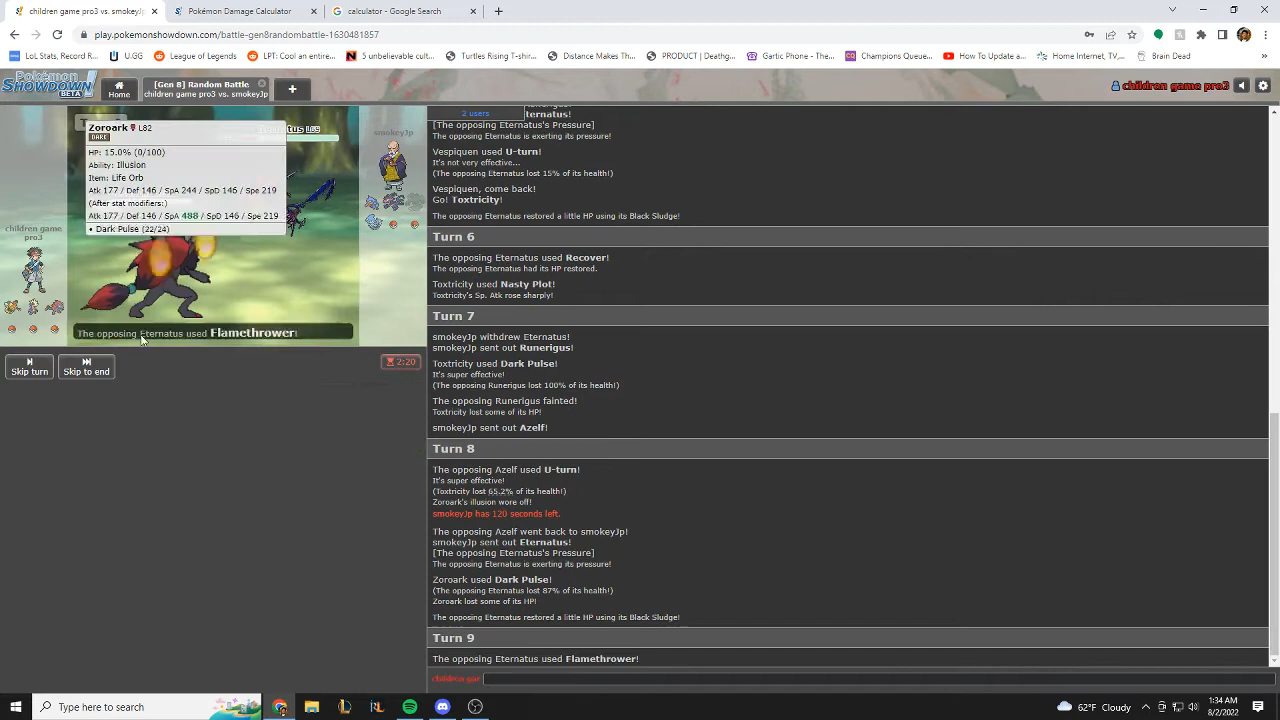 children game pro3 vs. smokeyJp
Pokémon Damage Calculator
calculator - Google Search
play.pokemonshowdown.com/battle-gen8randombattle-1630481857
LoL Stats, Record R...
U.GG
League of Legends
LPT: Cool an entire...
5 unbelievable cult...
Turtles Rising T-shir...
Distance Makes The...
PRODUCT | Deathg...
Gartic Phone - The...
Champions Queue...
How To Update a...
Home Internet, TV,...
Brain Dead
Pokémon
SHOWDOWN
BETA
Home
[Gen 8] Random Battle
children game pro3 vs. smokeyJp
children game pro3
Zoroark L82
DARK
HP: 15.0% (0/100)
Ability: Illusion
Item: Life Orb
Atk 177 / Def 146 / SpA 244 / SpD 146 / Spe 219
(After stat modifiers:)
Atk 177 / Def 146 / SpA 488 / SpD 146 / Spe 219
• Dark Pulse (22/24)
smokeyJp
children game
pro3
The opposing Eternatus used Flamethrower!
Skip turn
Skip to end
2:20
2 users
ternatus!
[The opposing Eternatus's Pressure]
The opposing Eternatus is exerting its pressure!
Vespiquen used U-turn!
It's not very effective...
(The opposing Eternatus lost 15% of its health!)
Vespiquen, come back!
Go! Toxtricity!
The opposing Eternatus restored a little HP using its Black Sludge!
Turn 6
The opposing Eternatus used Recover!
The opposing Eternatus had its HP restored.
Toxtricity used Nasty Plot!
Toxtricity's Sp. Atk rose sharply!
Turn 7
smokeyJp withdrew Eternatus!
smokeyJp sent out Runerigus!
Toxtricity used Dark Pulse!
It's super effective!
(The opposing Runerigus lost 100% of its health!)
The opposing Runerigus fainted!
Toxtricity lost some of its HP!
smokeyJp sent out Azelf!
Turn 8
The opposing Azelf used U-turn!
It's super effective!
(Toxtricity lost 65.2% of its health!)
Zoroark's illusion wore off!
smokeyJp has 120 seconds left.
The opposing Azelf went back to smokeyJp!
smokeyJp sent out Eternatus!
[The opposing Eternatus's Pressure]
The opposing Eternatus is exerting its pressure!
Zoroark used Dark Pulse!
(The opposing Eternatus lost 87% of its health!)
Zoroark lost some of its HP!
The opposing Eternatus restored a little HP using its Black Sludge!
Turn 9
The opposing Eternatus used Flamethrower!
Type here to search
62°F Cloudy
1:34 AM
8/2/2022